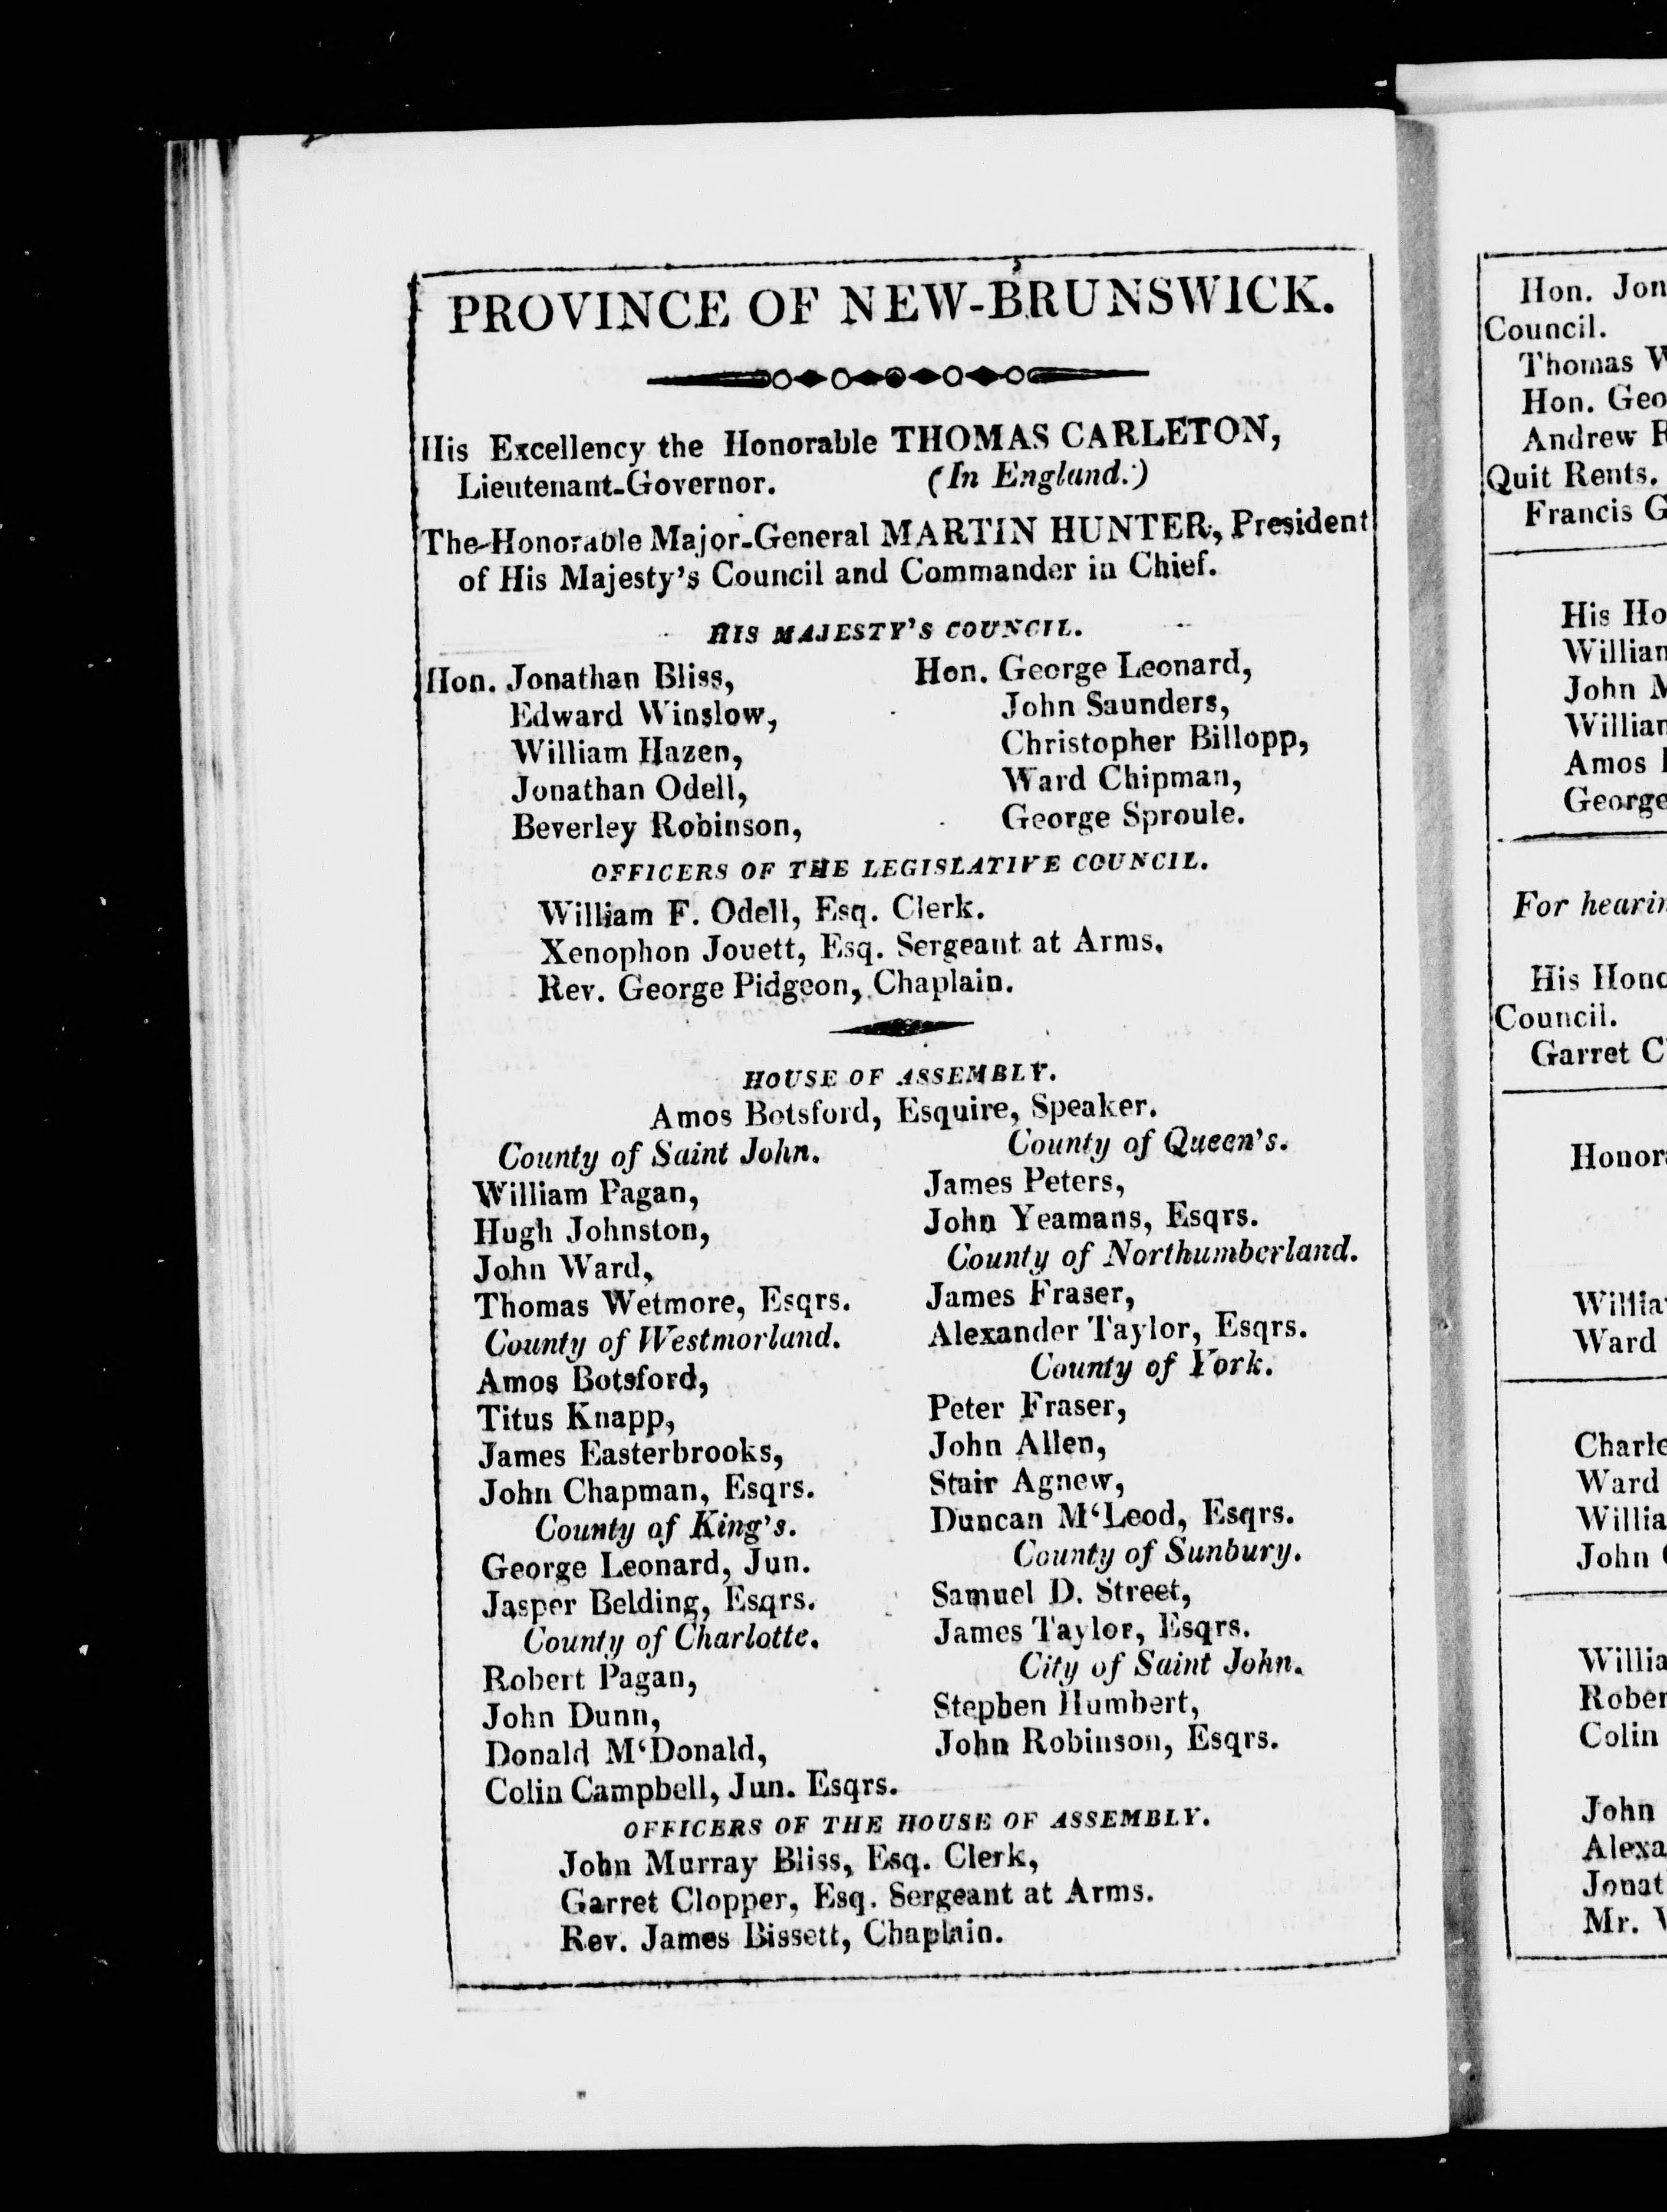 PROVINCE OF NEW-BRUNSWICK.
His Excellency the Honorable THOMAS CARLETON,
Lieutenant-Governor. (In England.)
The Honorable Major-General MARTIN HUNTER, President
of His Majesty's Council and Commander in Chief.
HIS MAJESTY'S COUNCIL.
Hon. Jonathan Bliss,
Edward Winslow,
William Hazen,
Jonathan Odell,
Beverley Robinson,
Hon. George Leonard,
John Saunders,
Christopher Billopp,
Ward Chipman,
George Sproule.
OFFICERS OF THE LEGISLATIVE COUNCIL.
William F. Odell, Esq. Clerk.
Xenophon Jouett, Esq. Sergeant at Arms.
Rev. George Pidgeon, Chaplain.
HOUSE OF ASSEMBLY.
Amos Botsford, Esquire, Speaker.
County of Saint John.
William Pagan,
Hugh Johnston,
John Ward,
Thomas Wetmore, Esqrs.
County of Westmorland.
Amos Botsford,
Titus Knapp,
James Easterbrooks,
John Chapman, Esqrs.
County of King's.
George Leonard, Jun.
Jasper Belding, Esqrs.
County of Charlotte.
Robert Pagan,
John Dunn,
Donald M‘Donald,
Colin Campbell, Jun. Esqrs.
County of Queen's.
James Peters,
John Yeamans, Esqrs.
County of Northumberland.
James Fraser,
Alexander Taylor, Esqrs.
County of York.
Peter Fraser,
John Allen,
Stair Agnew,
Duncan M‘Leod, Esqrs.
County of Sunbury.
Samuel D. Street,
James Taylor, Esqrs.
City of Saint John.
Stephen Humbert,
John Robinson, Esqrs.
OFFICERS OF THE HOUSE OF ASSEMBLY.
John Murray Bliss, Esq. Clerk,
Garret Clopper, Esq. Sergeant at Arms.
Rev. James Bissett, Chaplain.
Hon. Jon
Council.
Thomas W
Hon. Geo
Andrew
Quit Rents.
Francis G
His Ho
William
John M
William
Amos
George
For hearin
His Hono
Council.
Garret C
Honor
Willia
Ward
Charle
Ward
Willia
John
Willia
Rober
Colin
John
Alexa
Jonat
Mr.